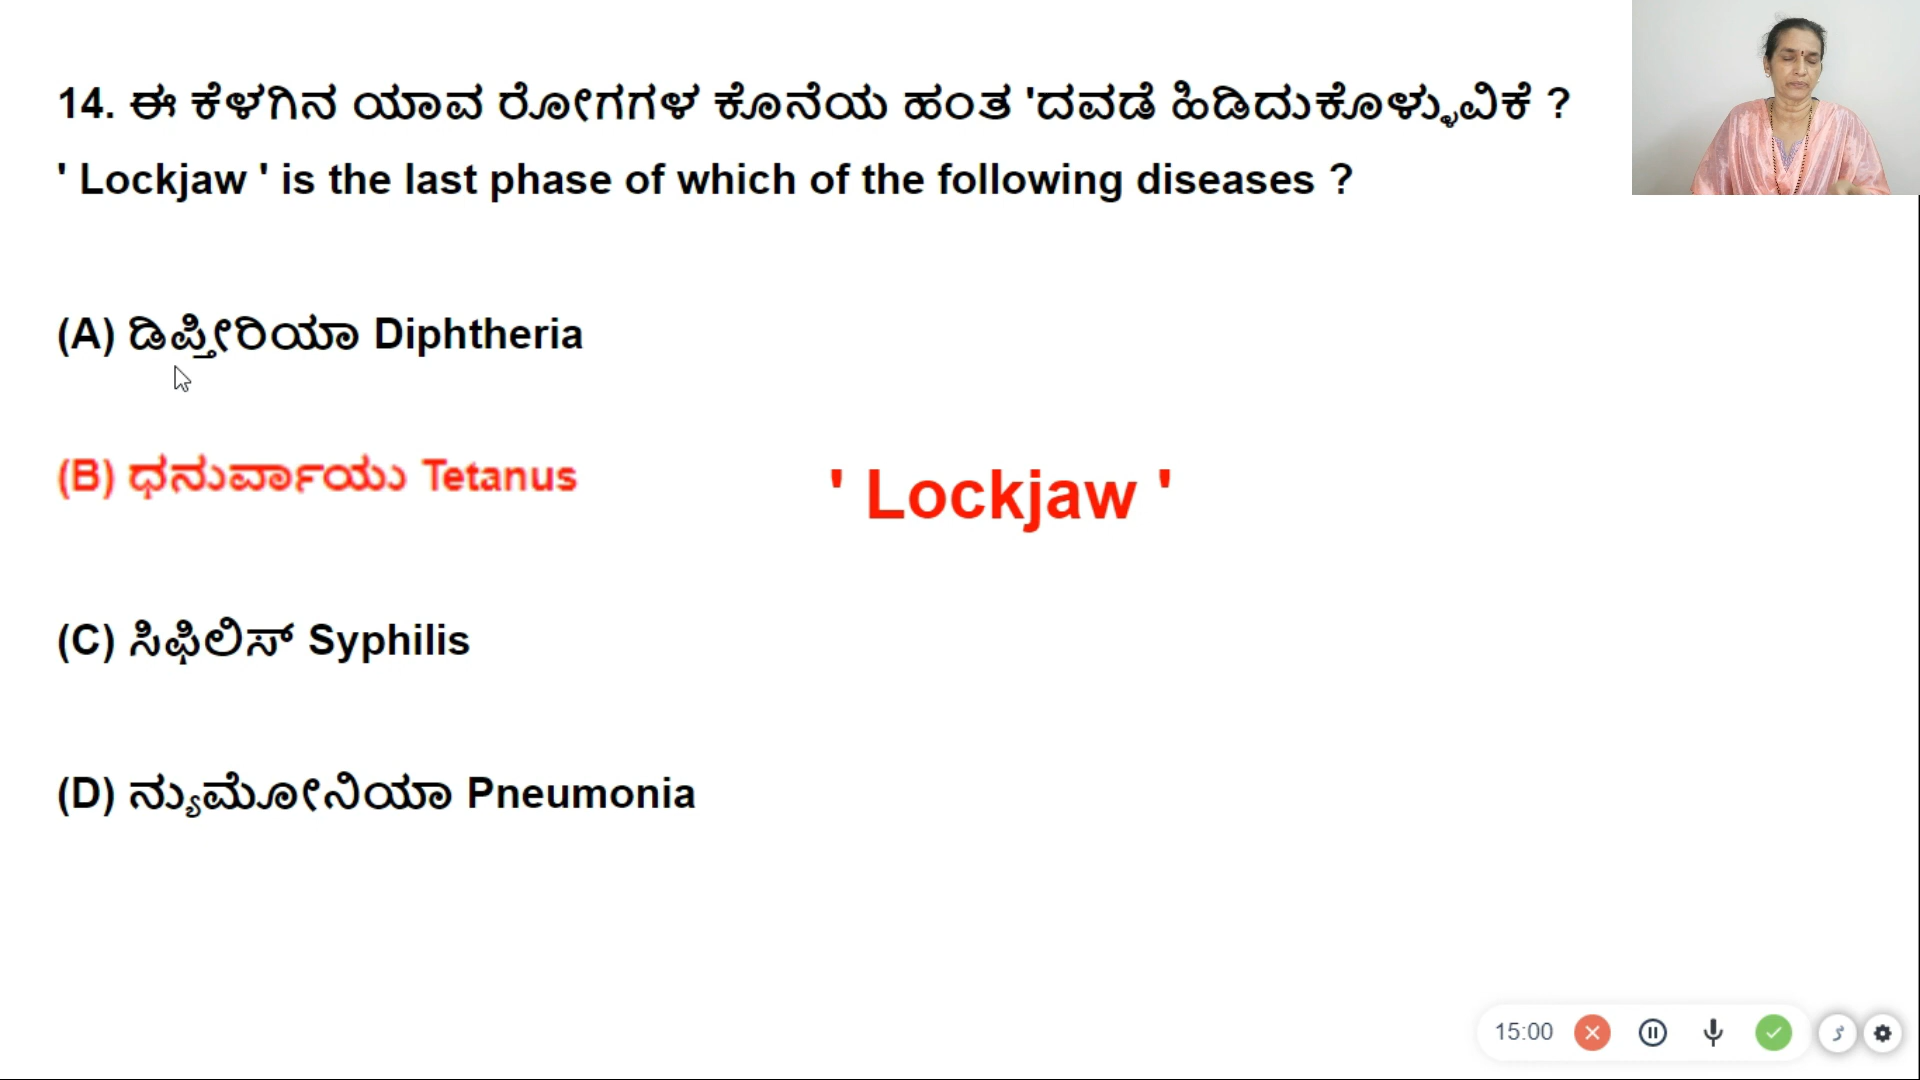 14. ಈ ಕೆಳಗಿನ ಯಾವ ರೋಗಗಳ ಕೊನೆಯ ಹಂತ 'ದವಡೆ ಹಿಡಿದುಕೊಳ್ಳುವಿಕೆ ?
' Lockjaw ' is the last phase of which of the following diseases ?
(A) ಡಿಪ್ತೀರಿಯಾ Diphtheria
(B) ಧನುರ್ವಾಯು Tetanus
' Lockjaw '
(C) ಸಿಫಿಲಿಸ್ Syphilis
(D) ನ್ಯುಮೋನಿಯಾ Pneumonia
15:00